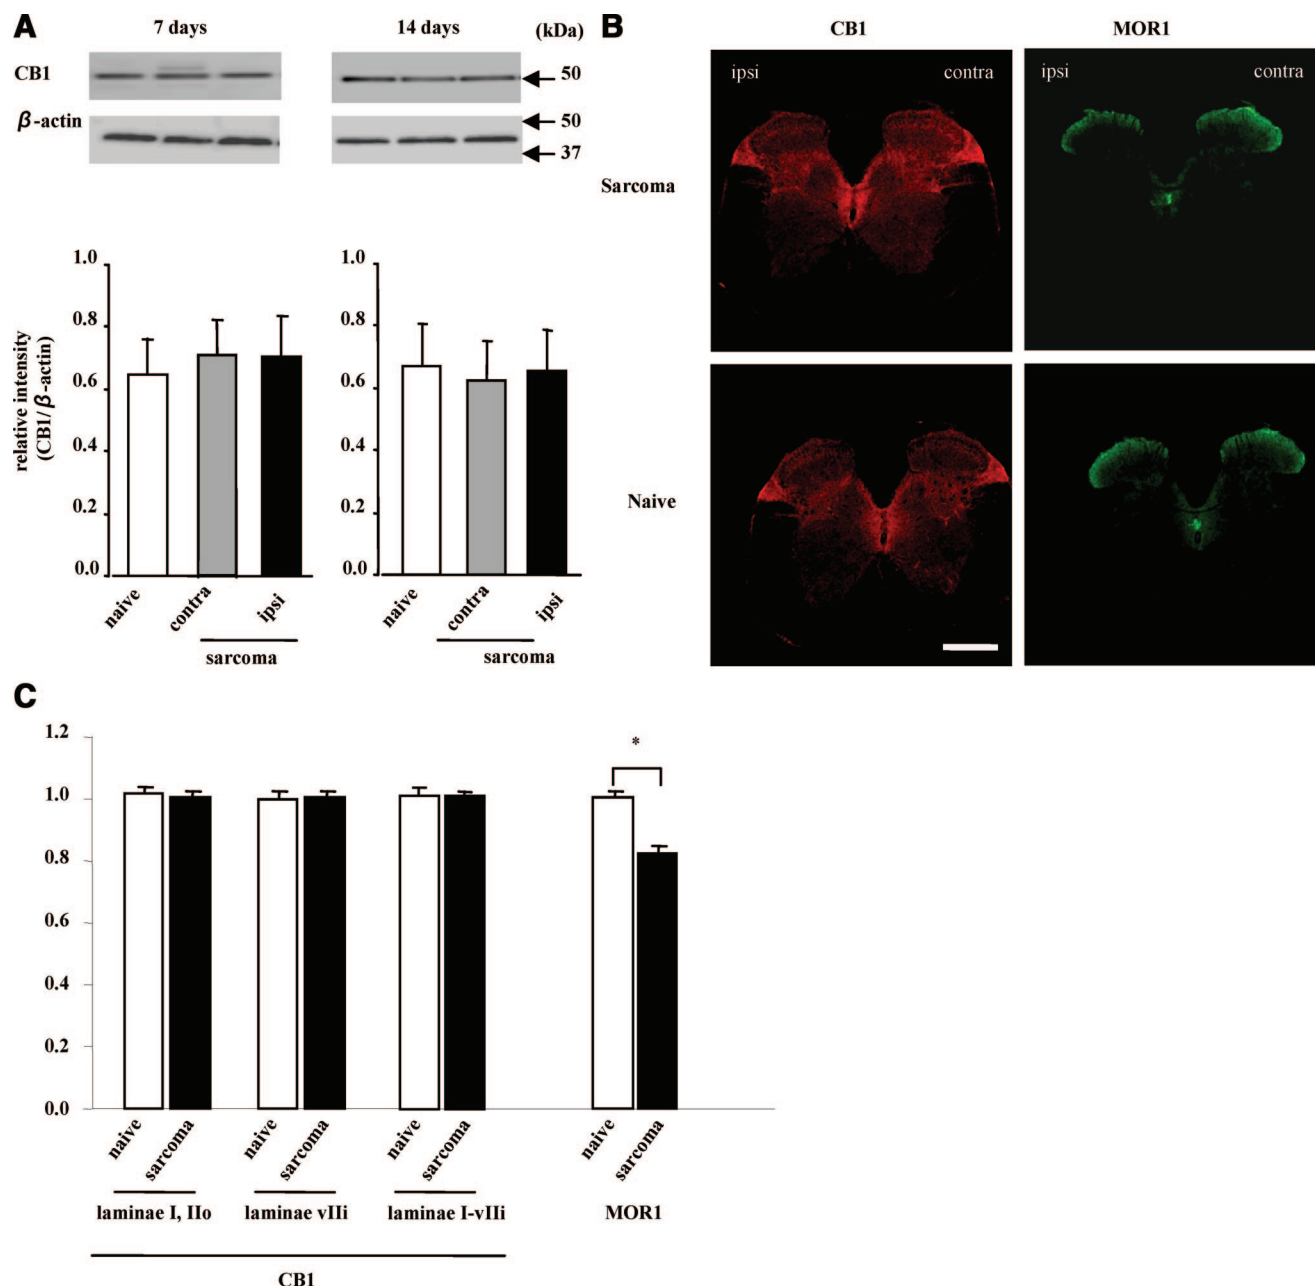 A
7 days
14 days
(kDa)
CB1
50
β-actin
50
37
relative intensity
(CB1/β-actin)
1.0
0.8
0.6
0.4
0.2
0.0
naive
contra
ipsi
sarcoma
1.0
0.8
0.6
0.4
0.2
0.0
naive
contra
ipsi
sarcoma
B
CB1
MOR1
ipsi
contra
ipsi
contra
Sarcoma
Naive
C
1.2
1.0
0.8
0.6
0.4
0.2
0.0
*
naive
sarcoma
naive
sarcoma
naive
sarcoma
naive
sarcoma
laminae I, IIo
laminae vIIi
laminae I-vIIi
MOR1
CB1